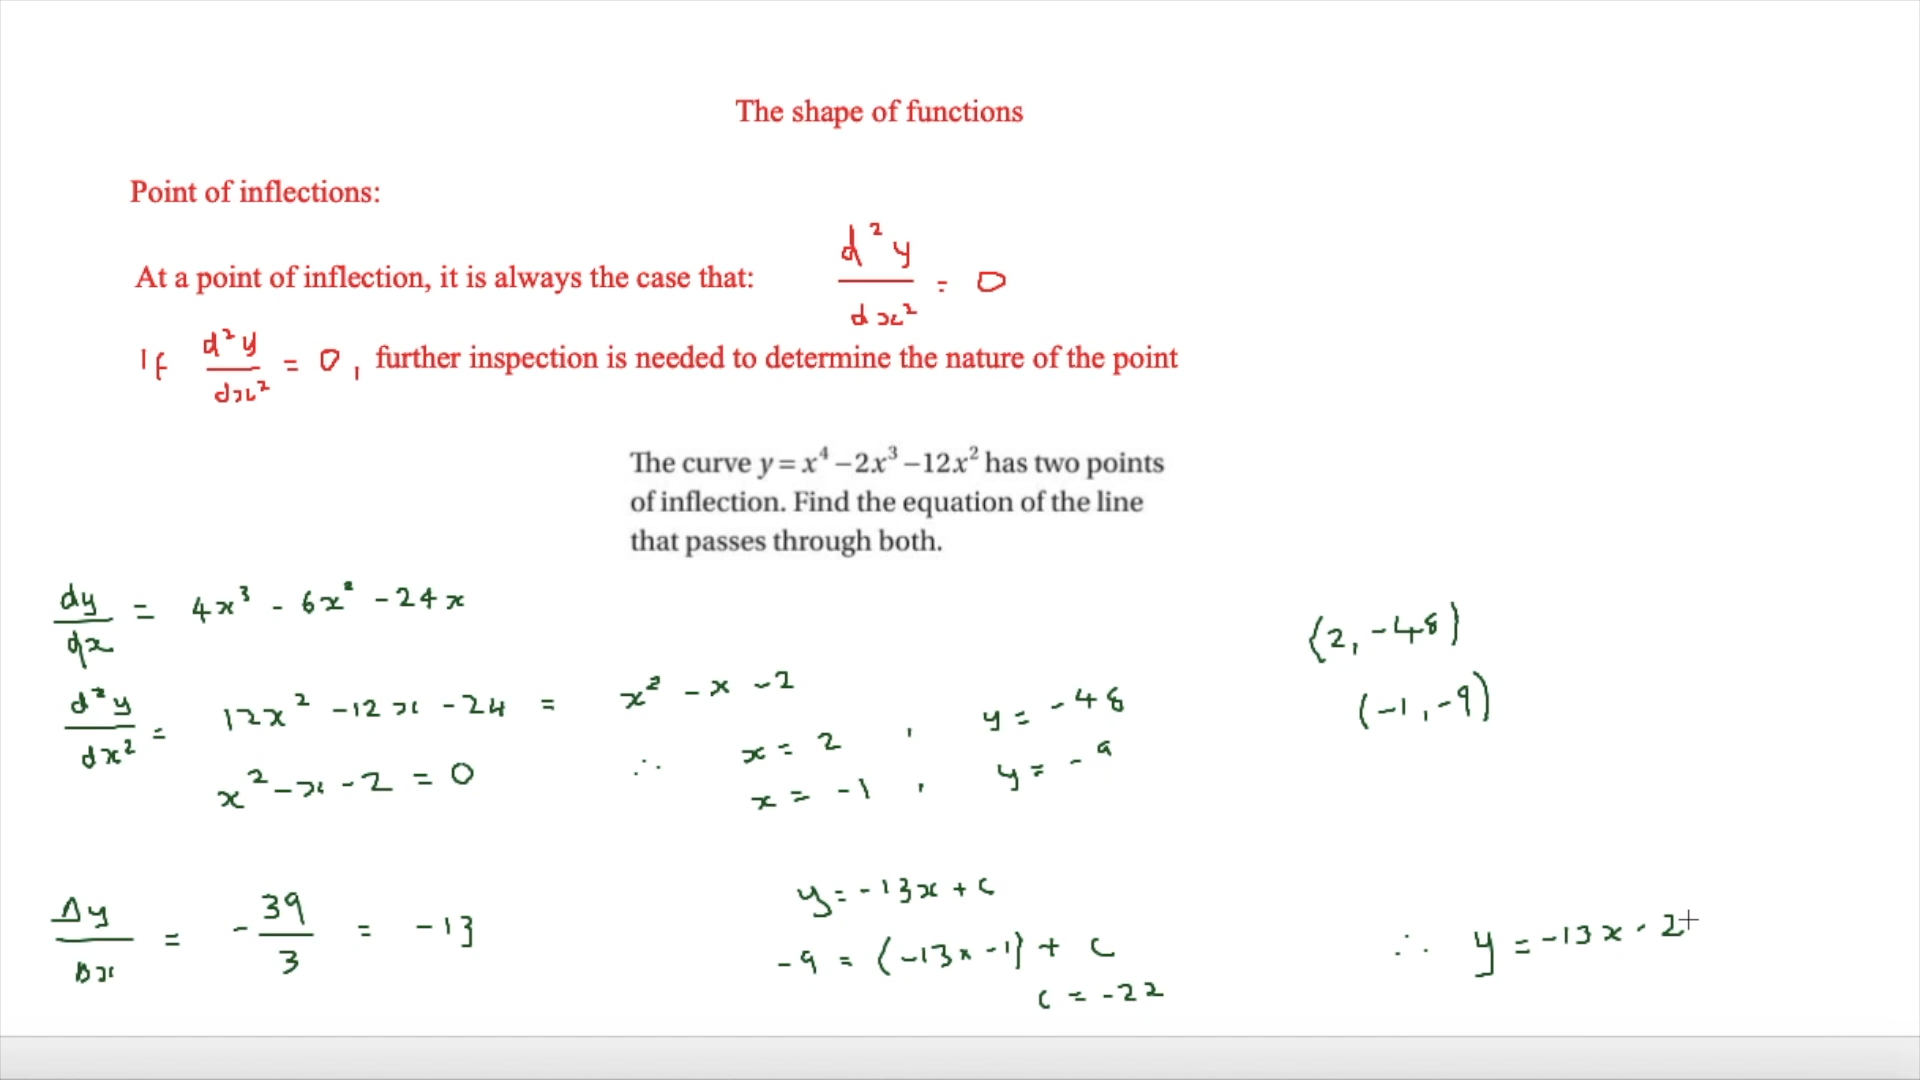 The shape of functions
Point of inflections:
At a point of inflection, it is always the case that: d²y/dx² = 0
If d²y/dx² = 0, further inspection is needed to determine the nature of the point
The curve y = x⁴ – 2x³ – 12x² has two points
of inflection. Find the equation of the line
that passes through both.
dy/dx = 4x³ - 6x² - 24x
d²y/dx² = 12x² - 12x - 24 = x² - x - 2
x² - x - 2 = 0
∴ x = 2 , y = -48
x = -1 , y = -9
(2, -48)
(-1, -9)
Δy/Δx = -39/3 = -13
y = -13x + c
-9 = (-13x -1) + c
c = -22
∴ y = -13x - 2